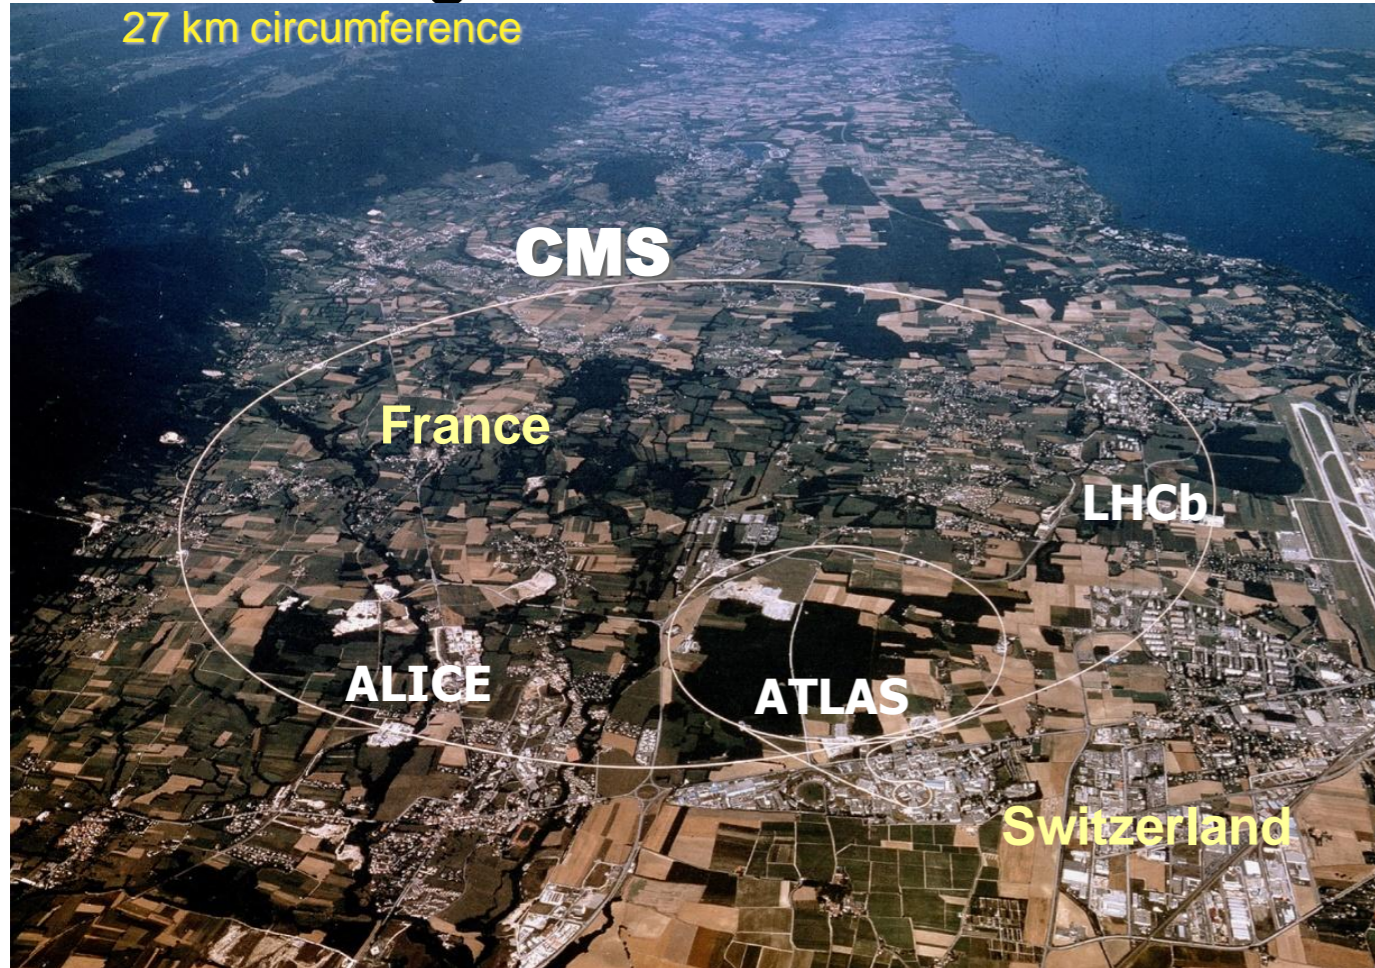 27 km circumference
CMS
France
LHCb
ALICE
ATLAS
Switzerland